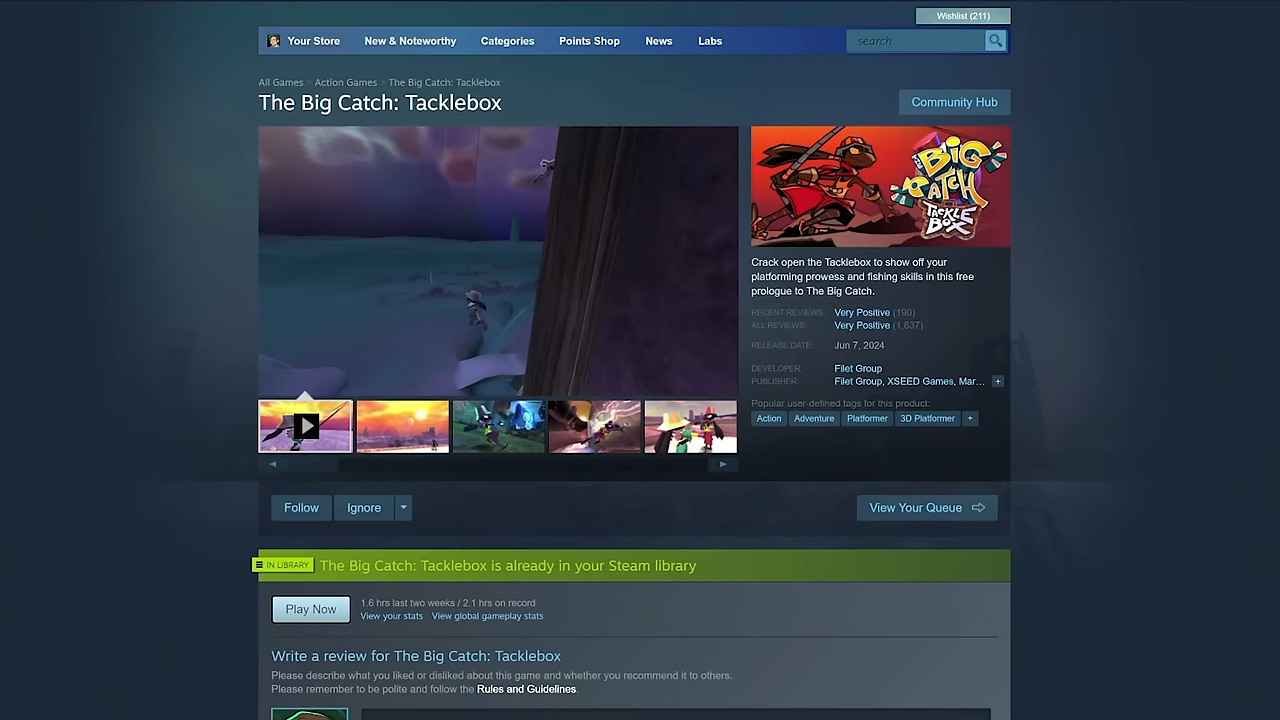 Wishlist (211)
Your Store New & Noteworthy Categories Points Shop News Labs search
All Games > Action Games > The Big Catch: Tacklebox
The Big Catch: Tacklebox
Community Hub
BiG CATCH TACKLE BOX
Crack open the Tacklebox to show off your
platforming prowess and fishing skills in this free
prologue to The Big Catch.
RECENT REVIEWS: Very Positive (190)
ALL REVIEWS: Very Positive (1,637)
RELEASE DATE: Jun 7, 2024
DEVELOPER: Filet Group
PUBLISHER: Filet Group, XSEED Games, Mar... +
Popular user-defined tags for this product:
Action Adventure Platformer 3D Platformer +
Follow Ignore View Your Queue
IN LIBRARY The Big Catch: Tacklebox is already in your Steam library
Play Now
1.6 hrs last two weeks / 2.1 hrs on record
View your stats View global gameplay stats
Write a review for The Big Catch: Tacklebox
Please describe what you liked or disliked about this game and whether you recommend it to others.
Please remember to be polite and follow the Rules and Guidelines.